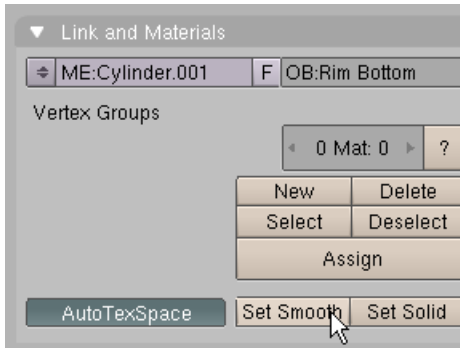 Link and Materials
ME:Cylinder.001 F OB:Rim Bottom
Vertex Groups
0 Mat: 0 ?
New Delete
Select Deselect
Assign
AutoTexSpace Set Smooth Set Solid